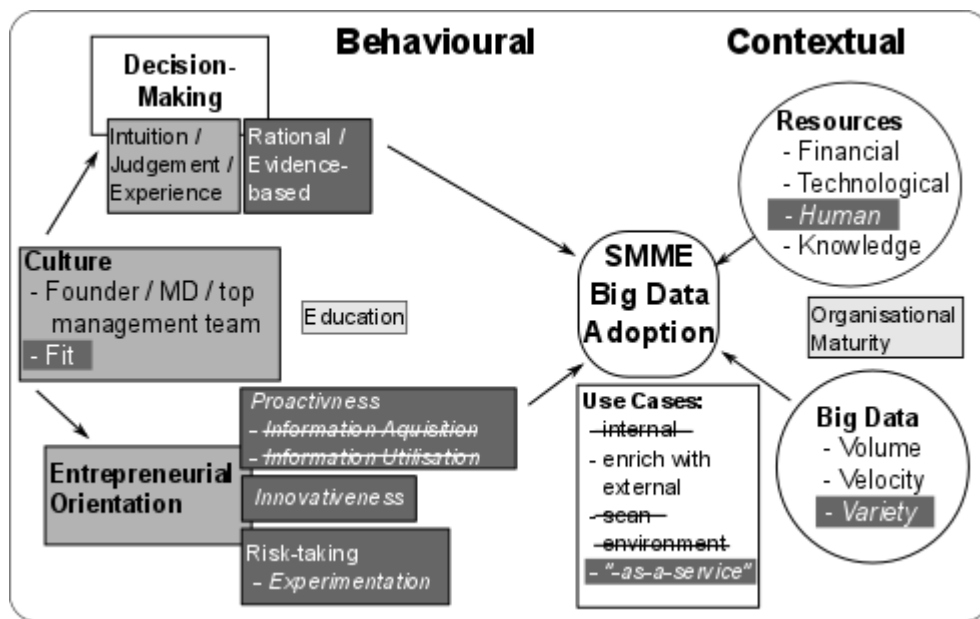 Behavioural
Contextual
Decision-
Making
Intuition /
Judgement /
Experience
Rational /
Evidence-
based
Culture
- Founder / MD / top
management team
- Fit
Education
Entrepreneurial
Orientation
Proactivness
- Information Aquisition
- Information Utilisation
Innovativeness
Risk-taking
- Experimentation
SMME
Big Data
Adoption
Use Cases:
- internal
- enrich with
external
- scan
environment
- "-as-a-service"
Resources
- Financial
- Technological
- Human
- Knowledge
Organisational
Maturity
Big Data
- Volume
- Velocity
- Variety